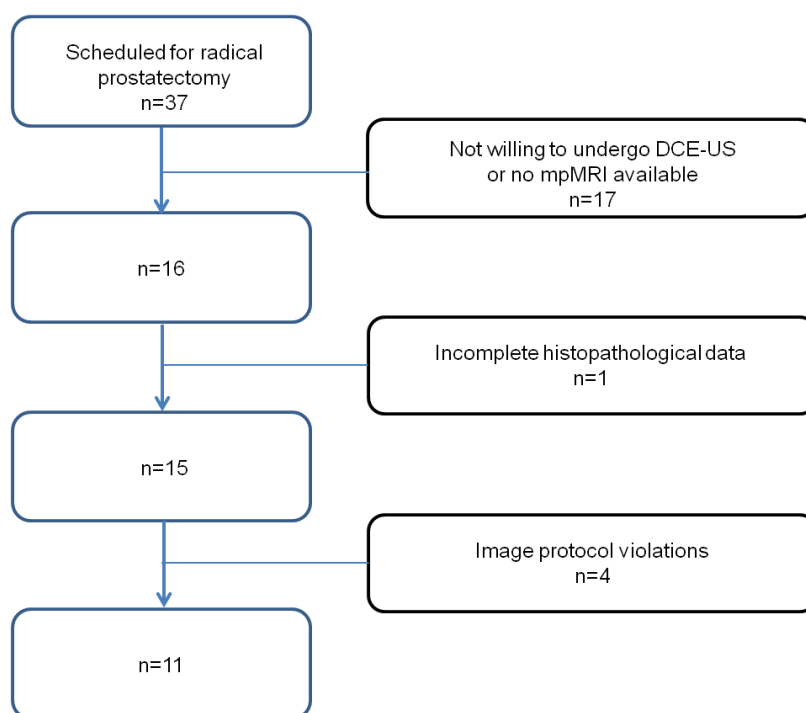 Scheduled for radical
prostatectomy
n=37
Not willing to undergo DCE-US
or no mpMRI available
n=17
n=16
Incomplete histopathological data
n=1
n=15
Image protocol violations
n=4
n=11